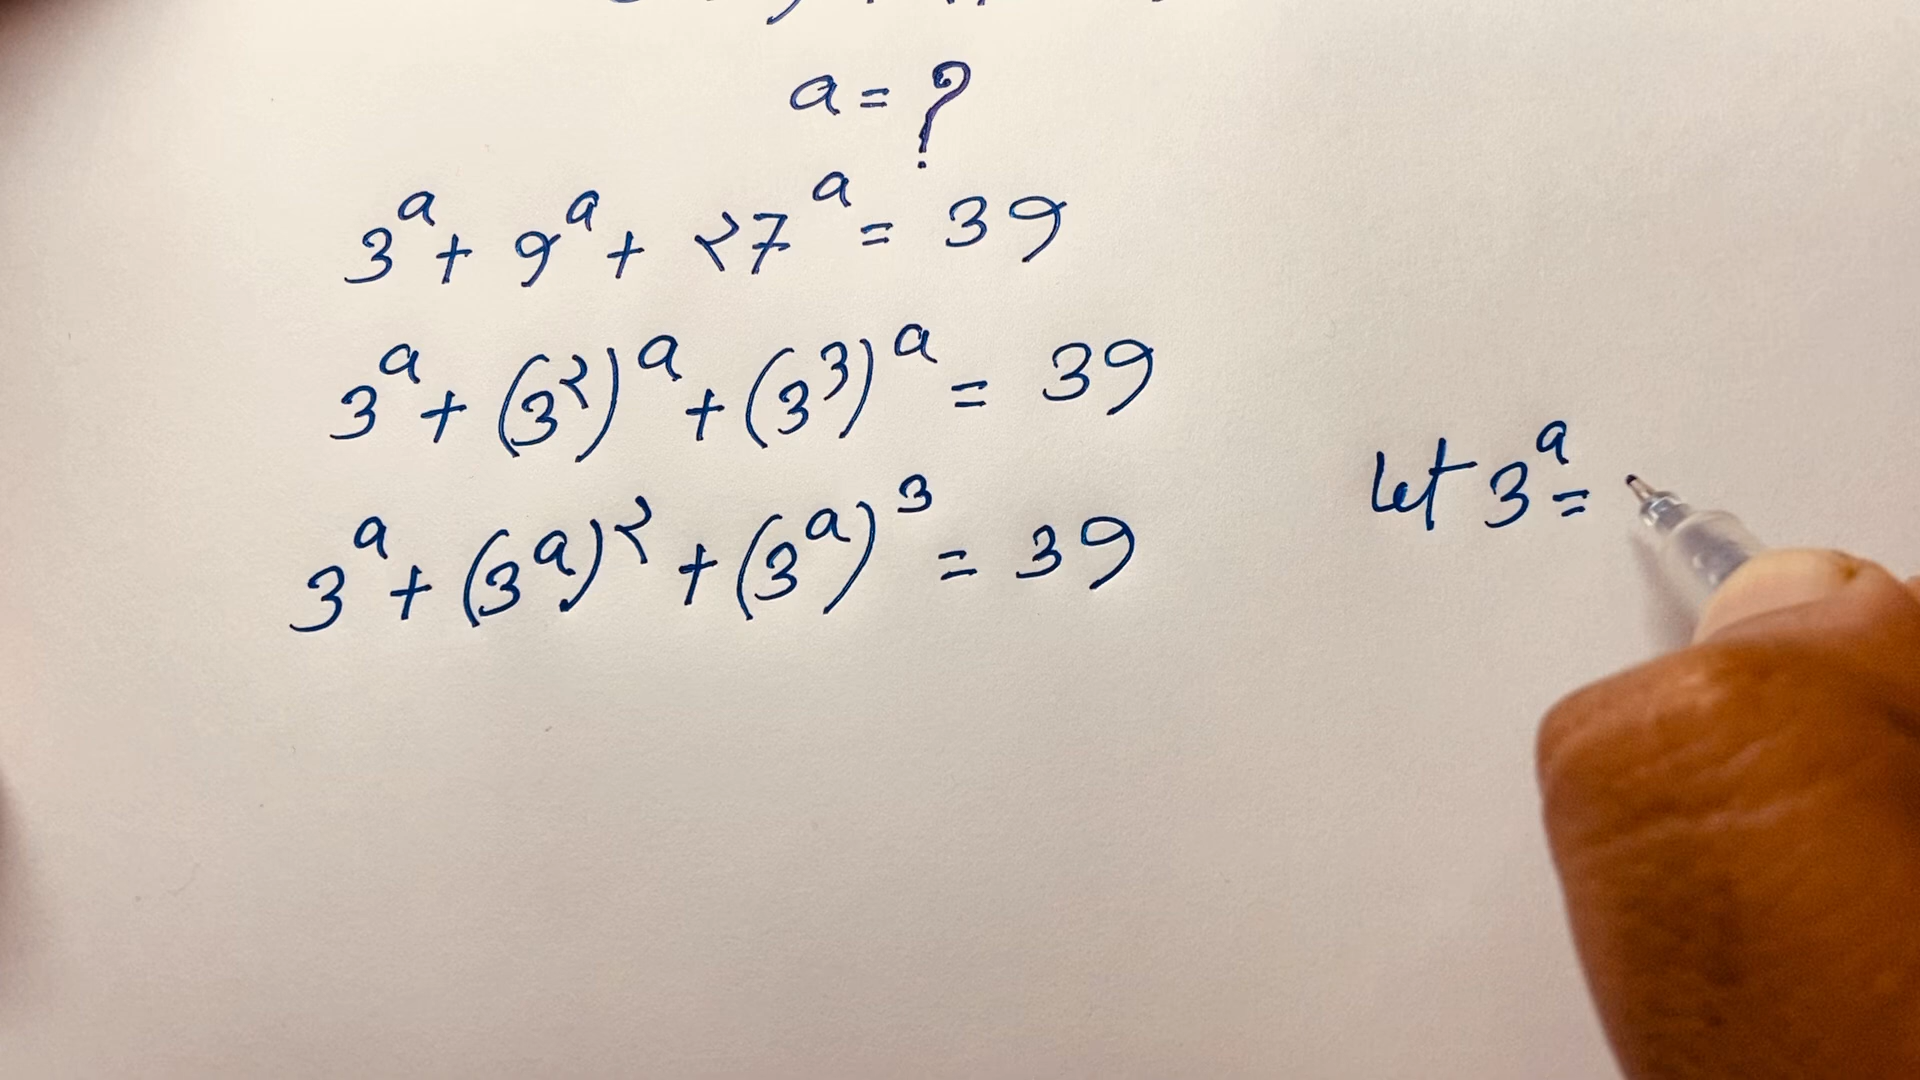 a = ?
3^a + 9^a + 27^a = 39
3^a + (3^2)^a + (3^3)^a = 39
let 3^a =
3^a + (3^a)^2 + (3^a)^3 = 39